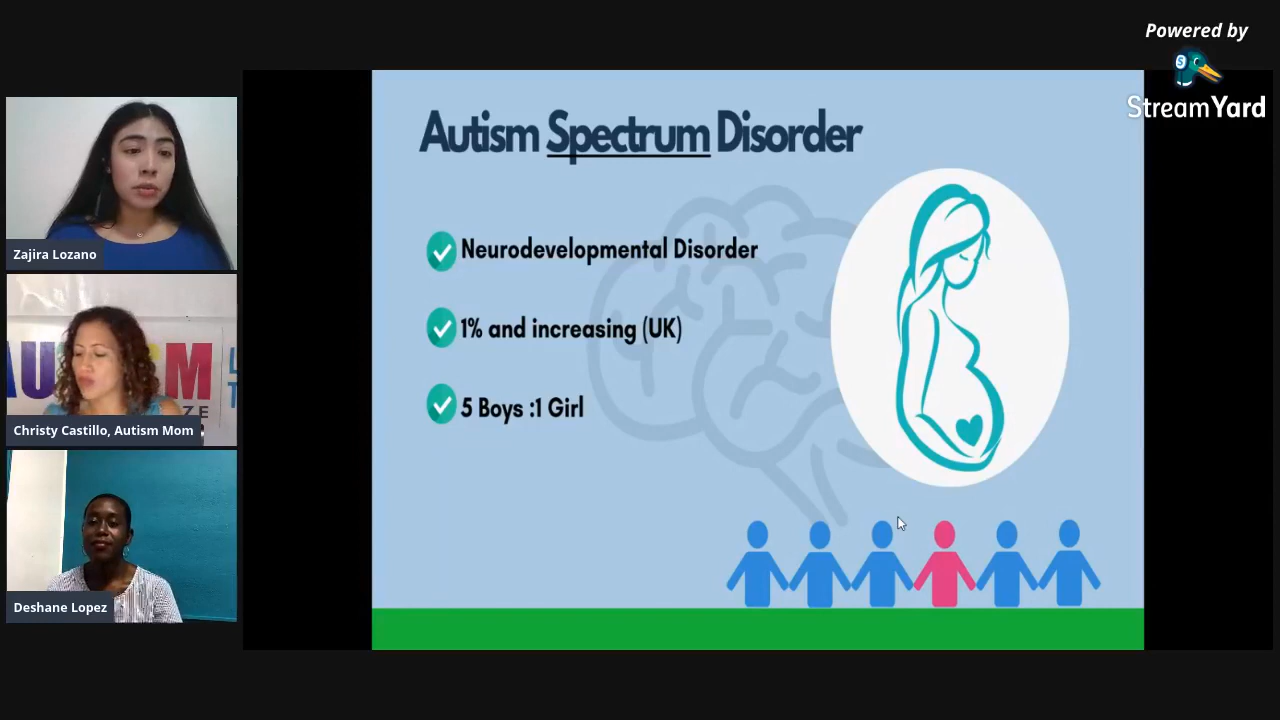 Powered by
StreamYard
Autism Spectrum Disorder
Neurodevelopmental Disorder
1% and increasing (UK)
5 Boys :1 Girl
Zajira Lozano
Christy Castillo, Autism Mom
Deshane Lopez